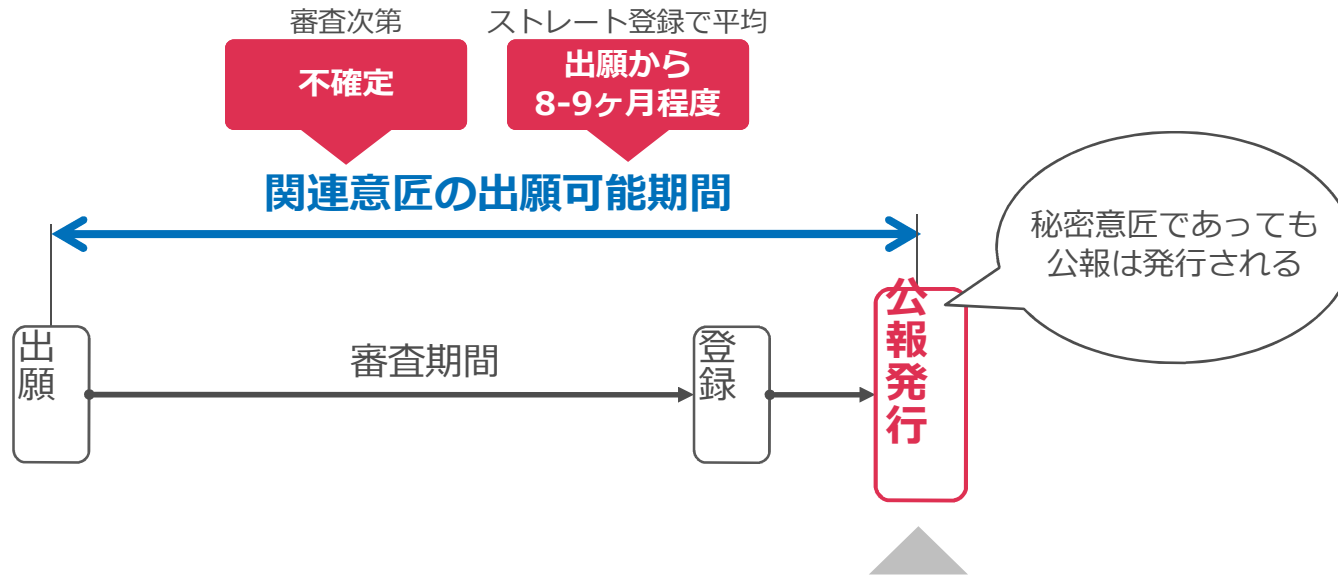 審査次第
ストレート登録で平均
不確定
出願から
8-9ヶ月程度
関連意匠の出願可能期間
秘密意匠であっても
公報は発行される
出願
審査期間
登録
公報発行